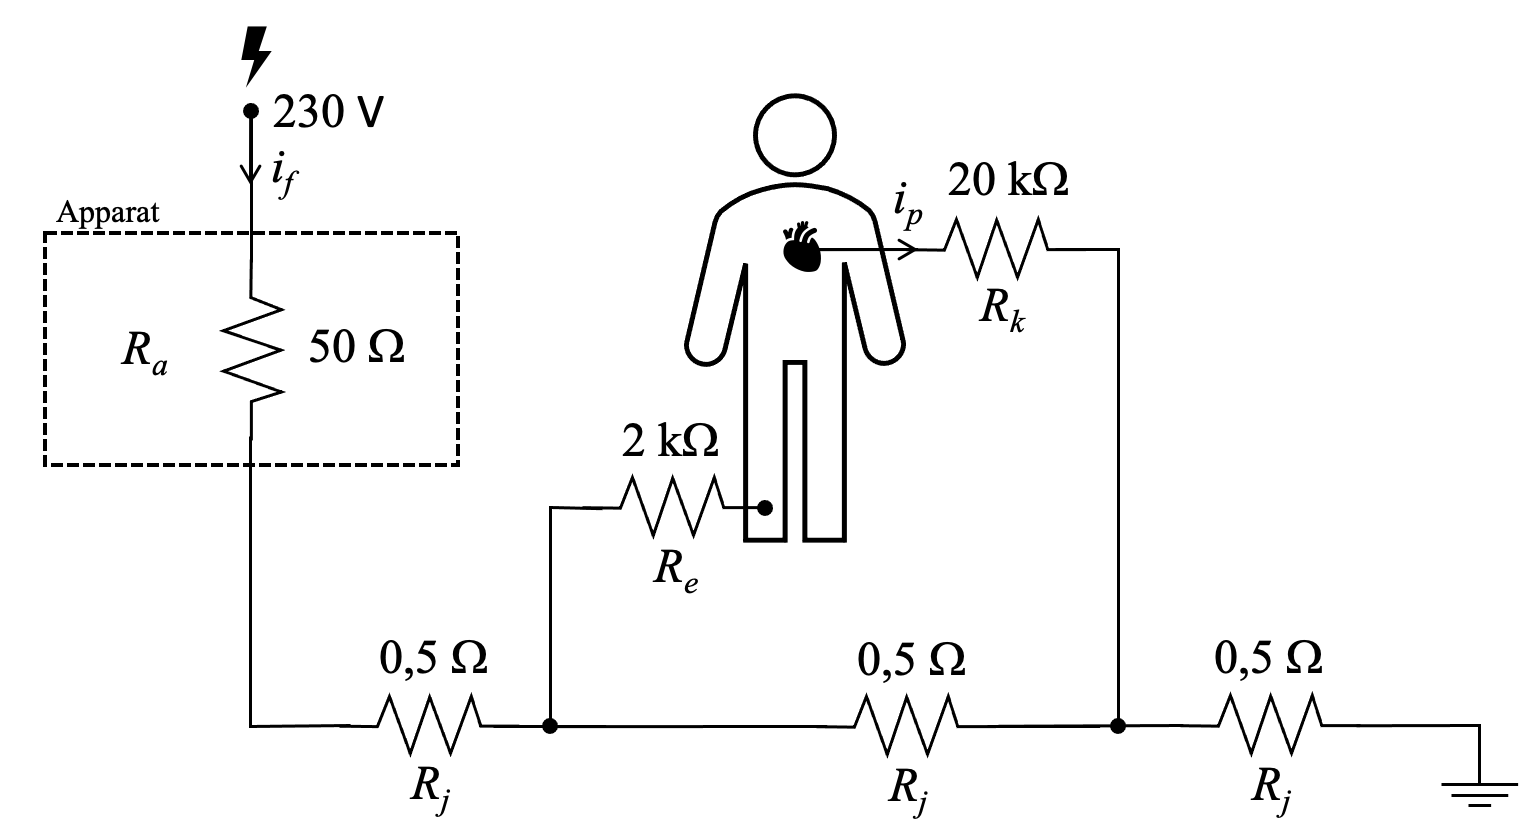 230 V
i_f
Apparat
R_a
50 Ω
i_p
20 kΩ
R_k
2 kΩ
R_e
0,5 Ω
R_j
0,5 Ω
R_j
0,5 Ω
R_j